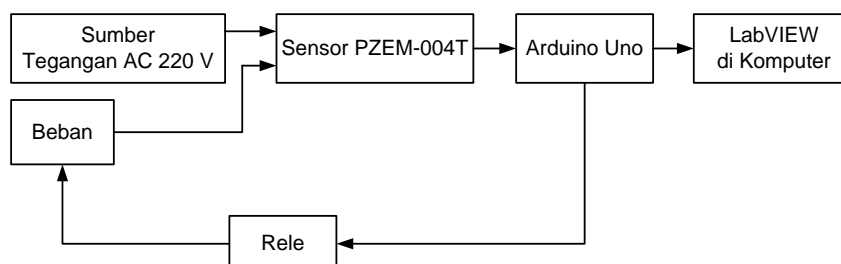 Sumber
Tegangan AC 220 V
Sensor PZEM-004T
Arduino Uno
LabVIEW
di Komputer
Beban
Rele